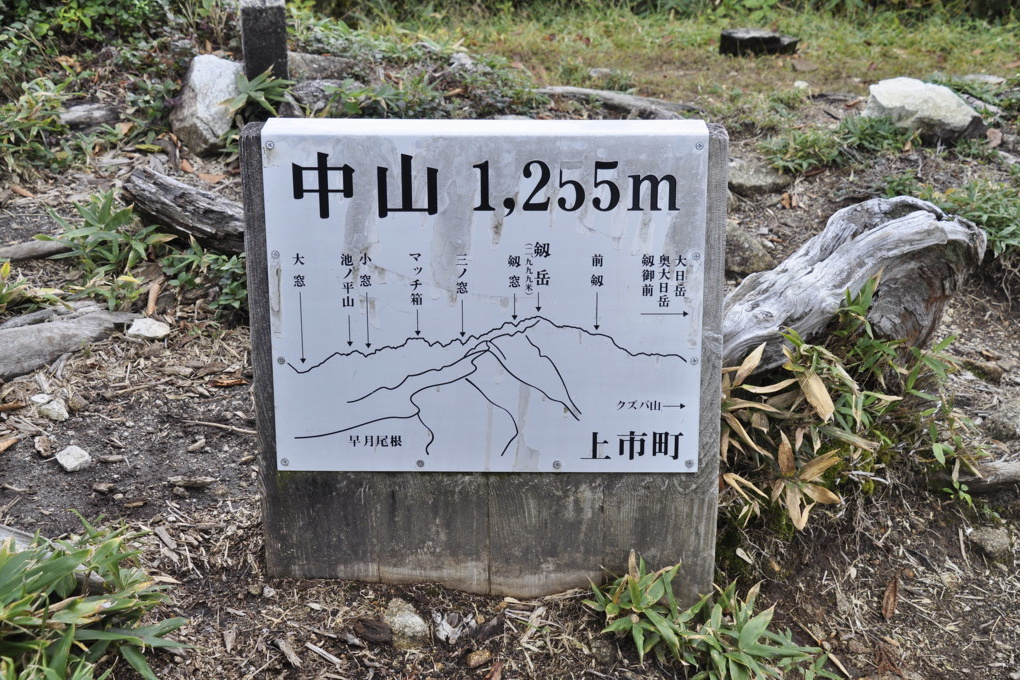 中山 1,255m
大窓
池ノ平山
小窓
マッチ箱
三ノ窓
剱窓
剱岳
(二九九九米)
前剱
剱御前
奥大日岳
大日岳
クズバ山
早月尾根
上市町